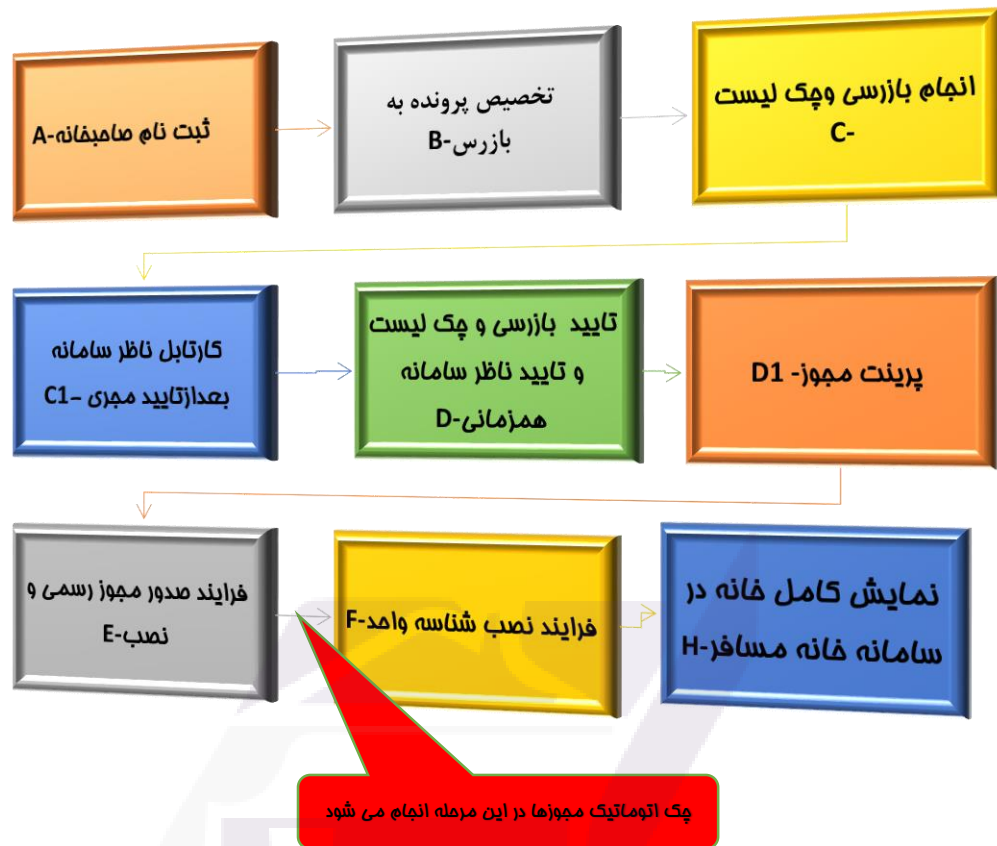 ثبت نام صاحبخانه-A
تخصیص پرونده به
بازرس-B
انجام بازرسی وچک لیست
C-
کارتابل ناظر سامانه
بعدازتایید مجری –C1
تایید بازرسی و چک لیست
و تایید ناظر سامانه
همزمانی-D
پرینت مجوز- D1
فرایند صدور مجوز رسمی و
نصب-E
فرایند نصب شناسه واحد-F
نمایش کامل خانه در
سامانه خانه مسافر-H
چک اتوماتیک مجوزها در این مرحله انجام می شود